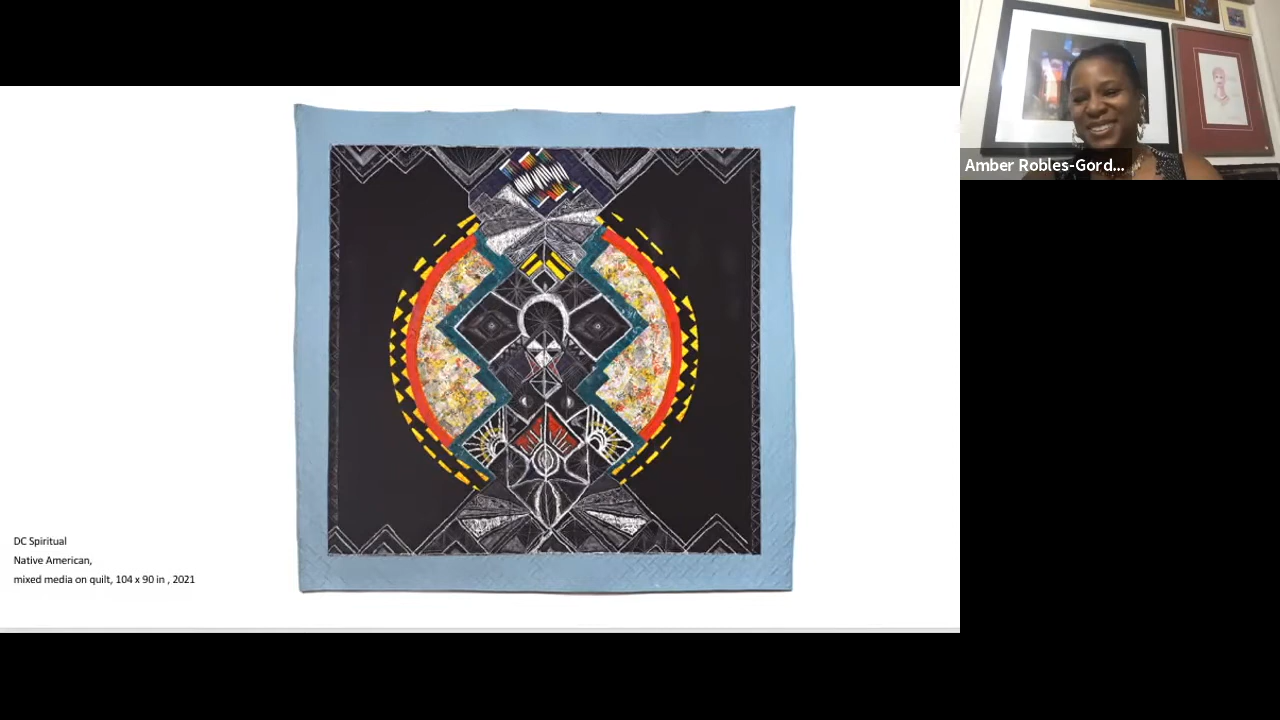 Amber Robles-Gord...
DC Spiritual
Native American,
mixed media on quilt, 104 x 90 in , 2021